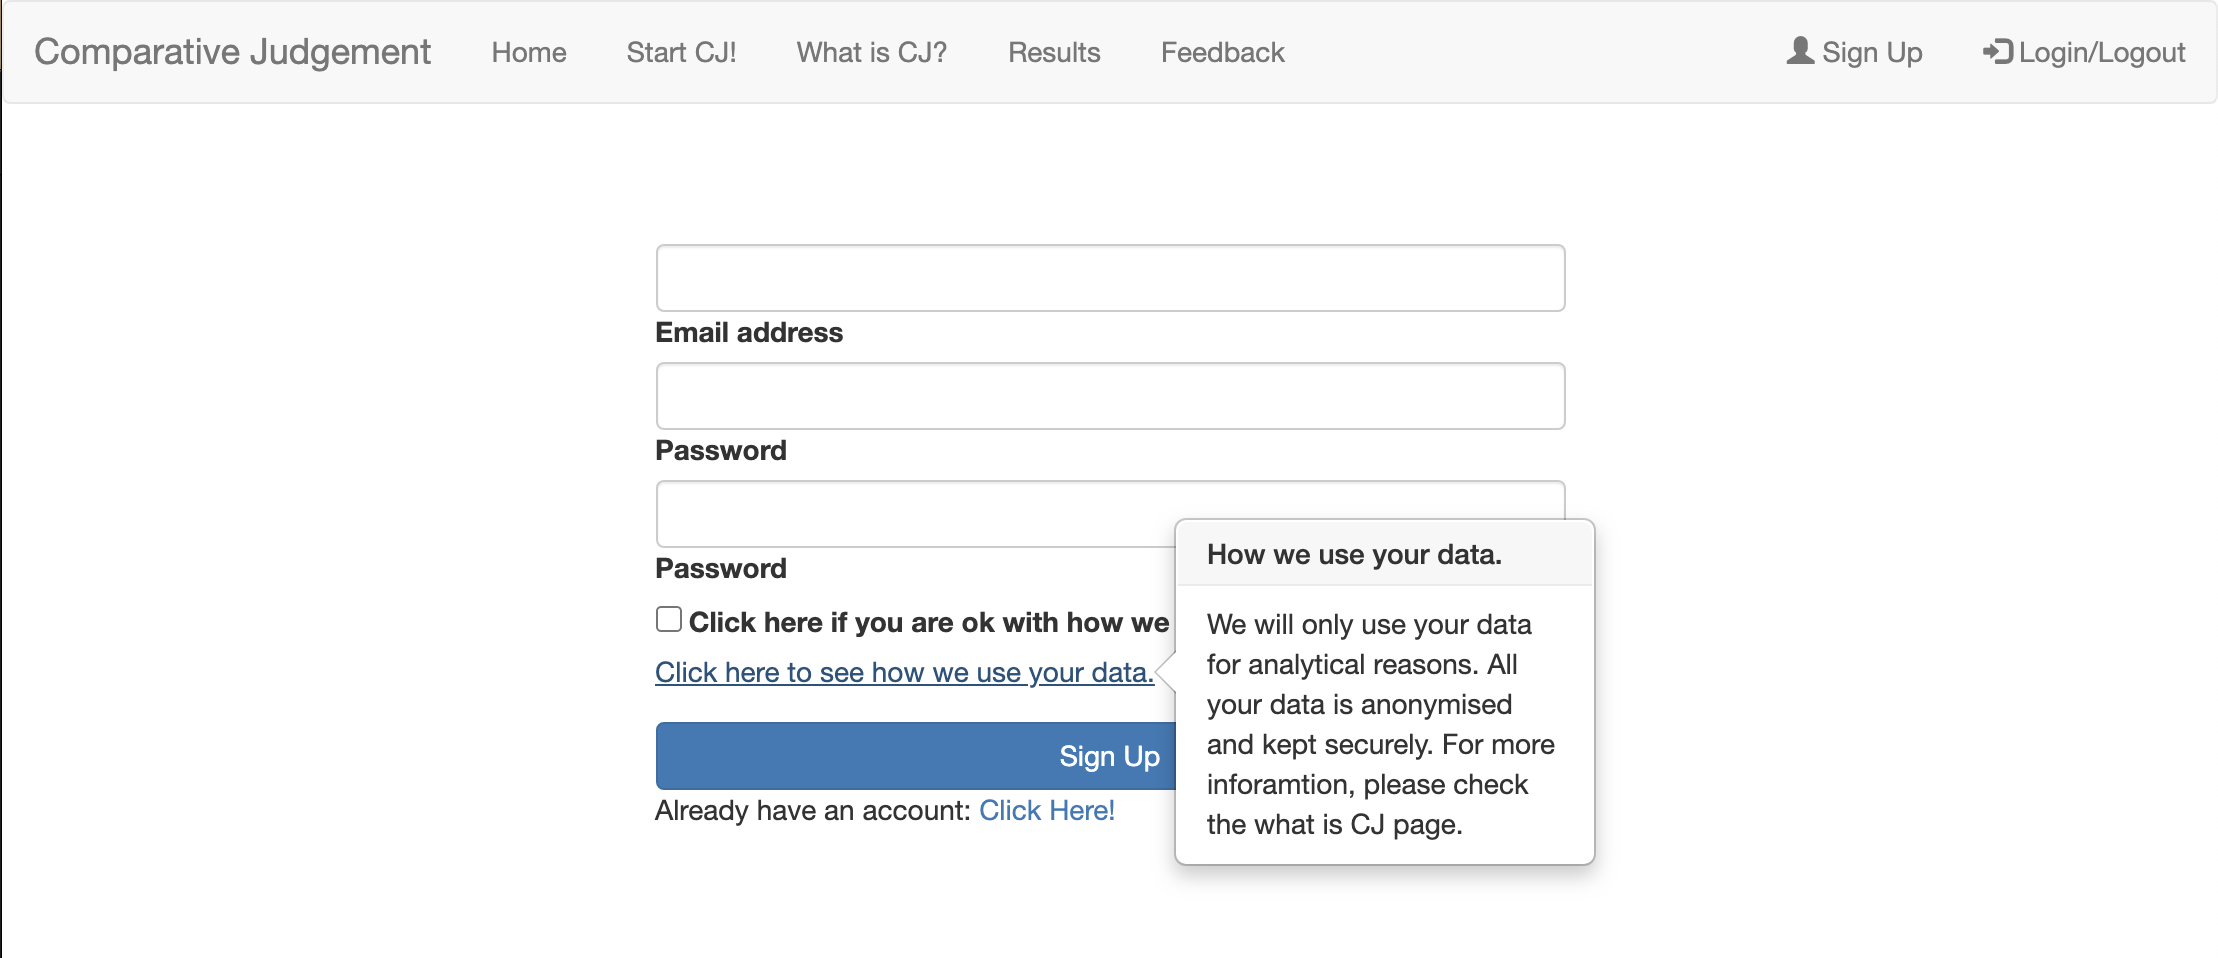 Comparative Judgement Home Start CJ! What is CJ? Results Feedback Sign Up Login/Logout
Email address
Password
Password
Click here if you are ok with how we
Click here to see how we use your data.
Sign Up
Already have an account: Click Here!
How we use your data.
We will only use your data
for analytical reasons. All
your data is anonymised
and kept securely. For more
inforamtion, please check
the what is CJ page.